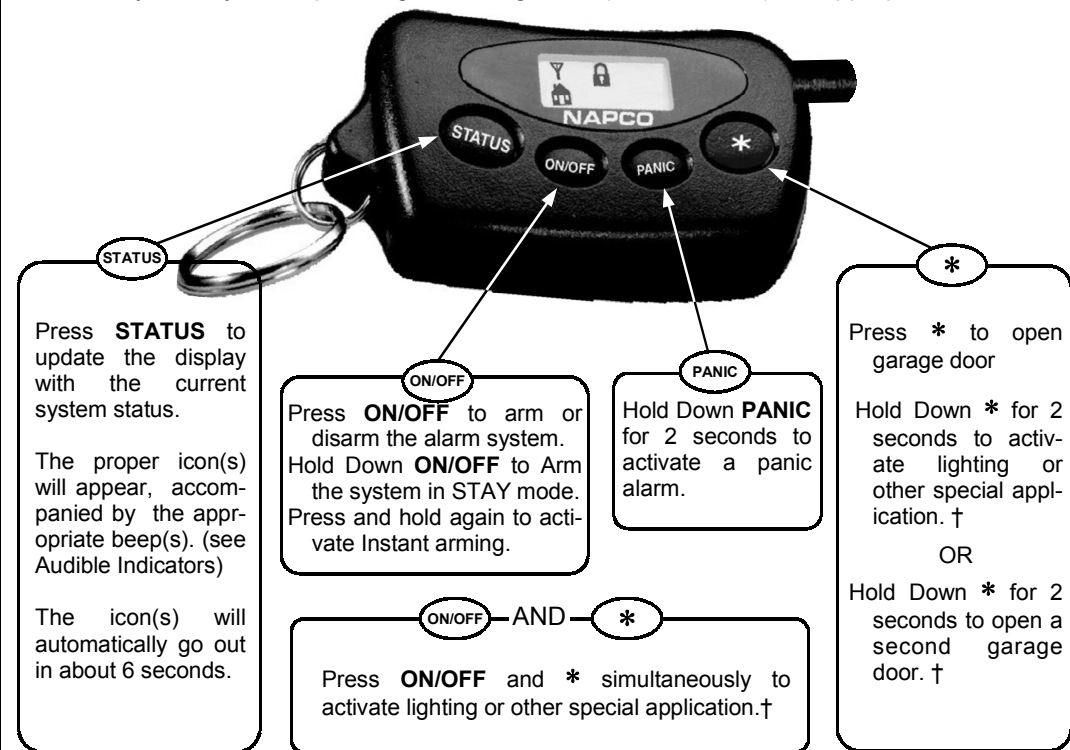 NAPCO
STATUS
ON/OFF
PANIC
*
STATUS
Press STATUS to
update the display
with the current
system status.
The proper icon(s)
will appear, accom-
panied by the appr-
opriate beep(s). (see
Audible Indicators)
The icon(s) will
automatically go out
in about 6 seconds.
ON/OFF
Press ON/OFF to arm or
disarm the alarm system.
Hold Down ON/OFF to Arm
the system in STAY mode.
Press and hold again to acti-
vate Instant arming.
PANIC
Hold Down PANIC
for 2 seconds to
activate a panic
alarm.
*
Press * to open
garage door
Hold Down * for 2
seconds to activ-
ate lighting or
other special appl-
ication. †
OR
Hold Down * for 2
seconds to open a
second garage
door. †
ON/OFF AND *
Press ON/OFF and * simultaneously to
activate lighting or other special application.†